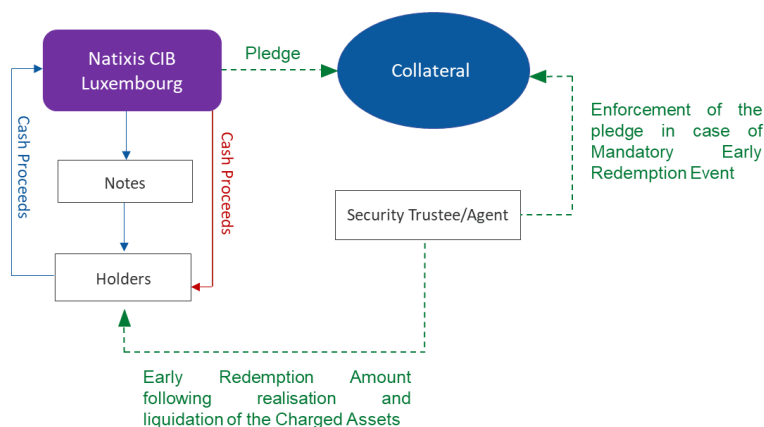 Natixis CIB
Luxembourg
Pledge
Collateral
Cash Proceeds
Cash Proceeds
Enforcement of the
pledge in case of
Mandatory Early
Redemption Event
Notes
Security Trustee/Agent
Holders
Early Redemption Amount
following realisation and
liquidation of the Charged Assets